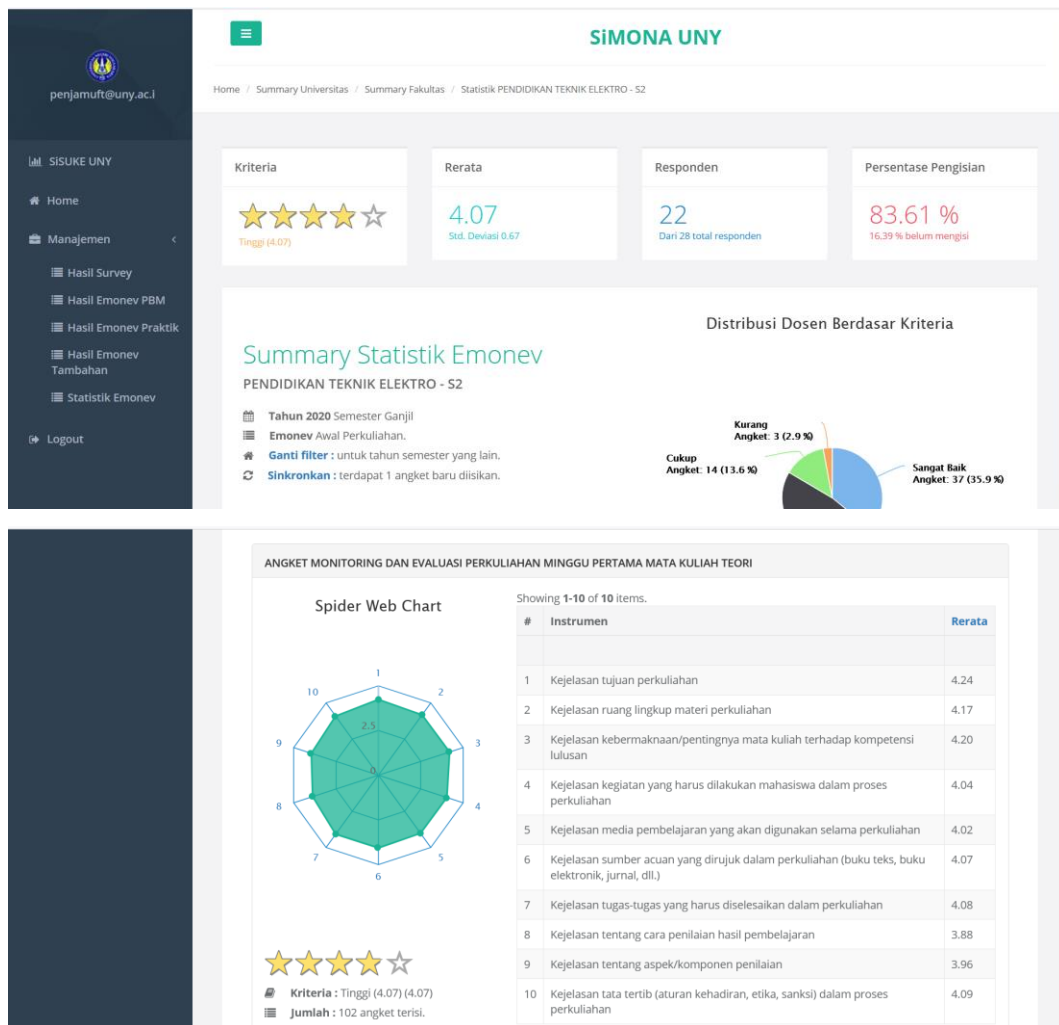 SiMONA UNY
penjamuft@uny.ac.i
Home / Summary Universitas / Summary Fakultas / Statistik PENDIDIKAN TEKNIK ELEKTRO - S2
SiSUKE UNY
Home
Manajemen
Hasil Survey
Hasil Emonev PBM
Hasil Emonev Praktik
Hasil Emonev
Tambahan
Statistik Emonev
Logout
Kriteria
Tinggi (4.07)
Rerata
4.07
Std. Deviasi 0.67
Responden
22
Dari 28 total responden
Persentase Pengisian
83.61 %
16.39 % belum mengisi
Summary Statistik Emonev
PENDIDIKAN TEKNIK ELEKTRO - S2
Tahun 2020 Semester Ganjil
Emonev Awal Perkuliahan.
Ganti filter : untuk tahun semester yang lain.
Sinkronkan : terdapat 1 angket baru diisikan.
Distribusi Dosen Berdasar Kriteria
Kurang
Angket: 3 (2.9 %)
Cukup
Angket: 14 (13.6 %)
Sangat Baik
Angket: 37 (35.9 %)
ANGKET MONITORING DAN EVALUASI PERKULIAHAN MINGGU PERTAMA MATA KULIAH TEORI
Spider Web Chart
1
2
3
4
5
6
7
8
9
10
2.5
0
Kriteria : Tinggi (4.07) (4.07)
Jumlah : 102 angket terisi.
Showing 1-10 of 10 items.
# Instrumen Rerata
1 Kejelasan tujuan perkuliahan 4.24
2 Kejelasan ruang lingkup materi perkuliahan 4.17
3 Kejelasan kebermaknaan/pentingnya mata kuliah terhadap kompetensi 4.20
lulusan
4 Kejelasan kegiatan yang harus dilakukan mahasiswa dalam proses 4.04
perkuliahan
5 Kejelasan media pembelajaran yang akan digunakan selama perkuliahan 4.02
6 Kejelasan sumber acuan yang dirujuk dalam perkuliahan (buku teks, buku 4.07
elektronik, jurnal, dll.)
7 Kejelasan tugas-tugas yang harus diselesaikan dalam perkuliahan 4.08
8 Kejelasan tentang cara penilaian hasil pembelajaran 3.88
9 Kejelasan tentang aspek/komponen penilaian 3.96
10 Kejelasan tata tertib (aturan kehadiran, etika, sanksi) dalam proses 4.09
perkuliahan